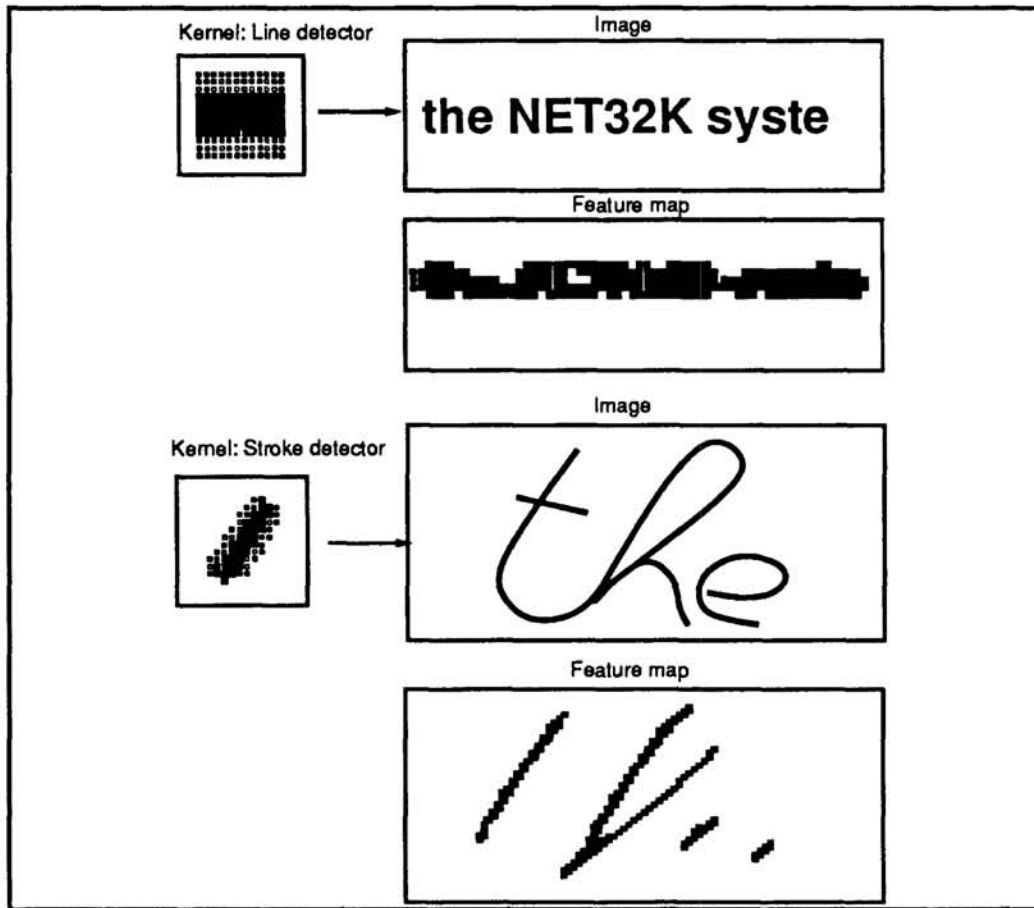 Image
Kernel: Line detector
the NET32K syste
Feature map
Image
Kernel: Stroke detector
the
Feature map